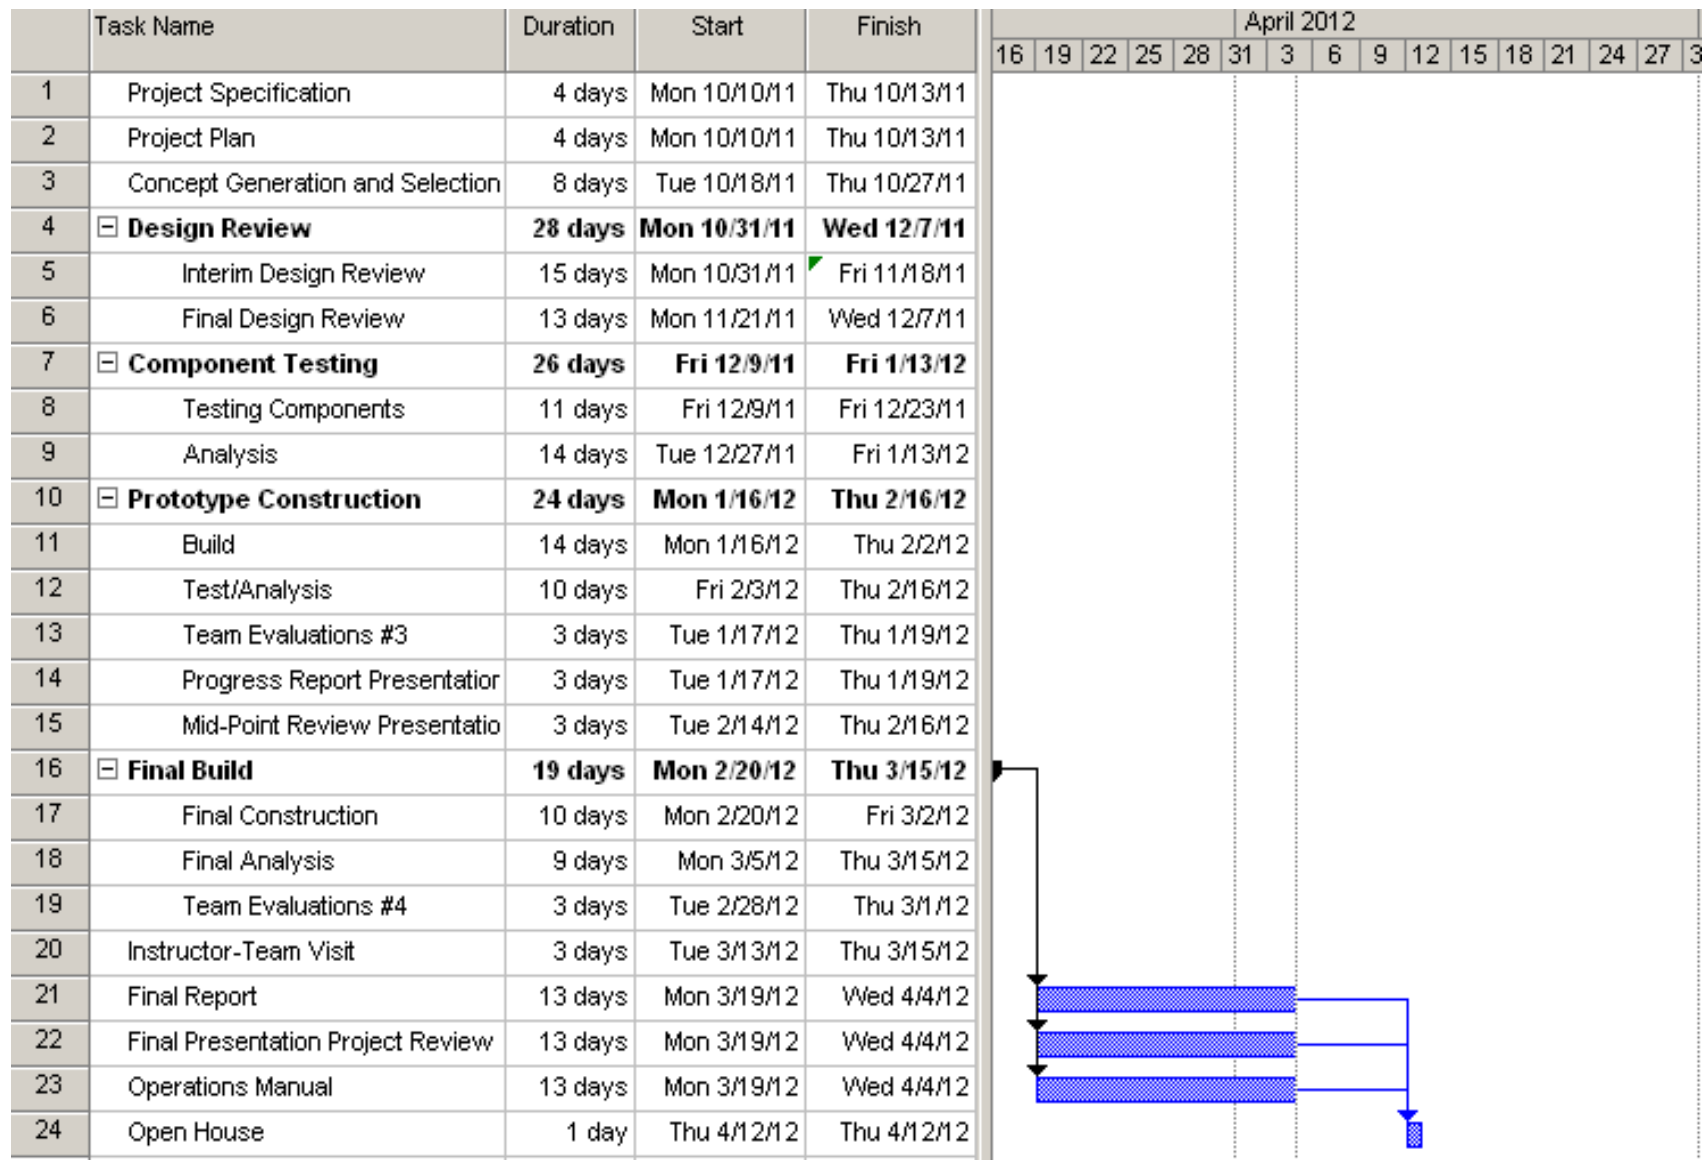 Task Name Duration Start Finish April 2012
16 19 22 25 28 31 3 6 9 12 15 18 21 24 27 3
1 Project Specification 4 days Mon 10/10/11 Thu 10/13/11
2 Project Plan 4 days Mon 10/10/11 Thu 10/13/11
3 Concept Generation and Selection 8 days Tue 10/18/11 Thu 10/27/11
4 Design Review 28 days Mon 10/31/11 Wed 12/7/11
5 Interim Design Review 15 days Mon 10/31/11 Fri 11/18/11
6 Final Design Review 13 days Mon 11/21/11 Wed 12/7/11
7 Component Testing 26 days Fri 12/9/11 Fri 1/13/12
8 Testing Components 11 days Fri 12/9/11 Fri 12/23/11
9 Analysis 14 days Tue 12/27/11 Fri 1/13/12
10 Prototype Construction 24 days Mon 1/16/12 Thu 2/16/12
11 Build 14 days Mon 1/16/12 Thu 2/2/12
12 Test/Analysis 10 days Fri 2/3/12 Thu 2/16/12
13 Team Evaluations #3 3 days Tue 1/17/12 Thu 1/19/12
14 Progress Report Presentatior 3 days Tue 1/17/12 Thu 1/19/12
15 Mid-Point Review Presentatio 3 days Tue 2/14/12 Thu 2/16/12
16 Final Build 19 days Mon 2/20/12 Thu 3/15/12
17 Final Construction 10 days Mon 2/20/12 Fri 3/2/12
18 Final Analysis 9 days Mon 3/5/12 Thu 3/15/12
19 Team Evaluations #4 3 days Tue 2/28/12 Thu 3/1/12
20 Instructor-Team Visit 3 days Tue 3/13/12 Thu 3/15/12
21 Final Report 13 days Mon 3/19/12 Wed 4/4/12
22 Final Presentation Project Review 13 days Mon 3/19/12 Wed 4/4/12
23 Operations Manual 13 days Mon 3/19/12 Wed 4/4/12
24 Open House 1 day Thu 4/12/12 Thu 4/12/12